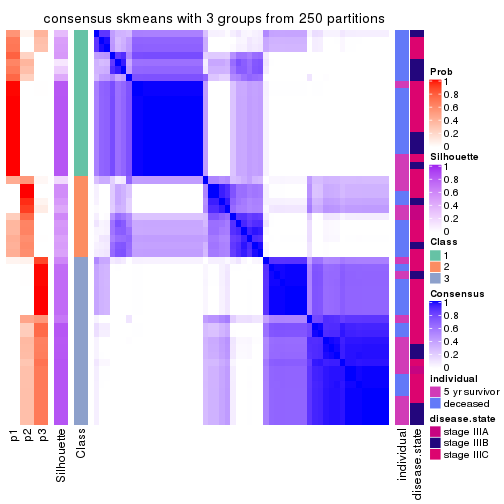 consensus skmeans with 3 groups from 250 partitions
Prob
1
0.8
0.6
0.4
0.2
0
Silhouette
1
0.8
0.6
0.4
0.2
0
Class
1
2
3
Consensus
1
0.8
0.6
0.4
0.2
0
individual
5 yr survivor
deceased
disease.state
stage IIIA
stage IIIB
stage IIIC
p1
p2
p3
Silhouette
Class
individual
disease.state